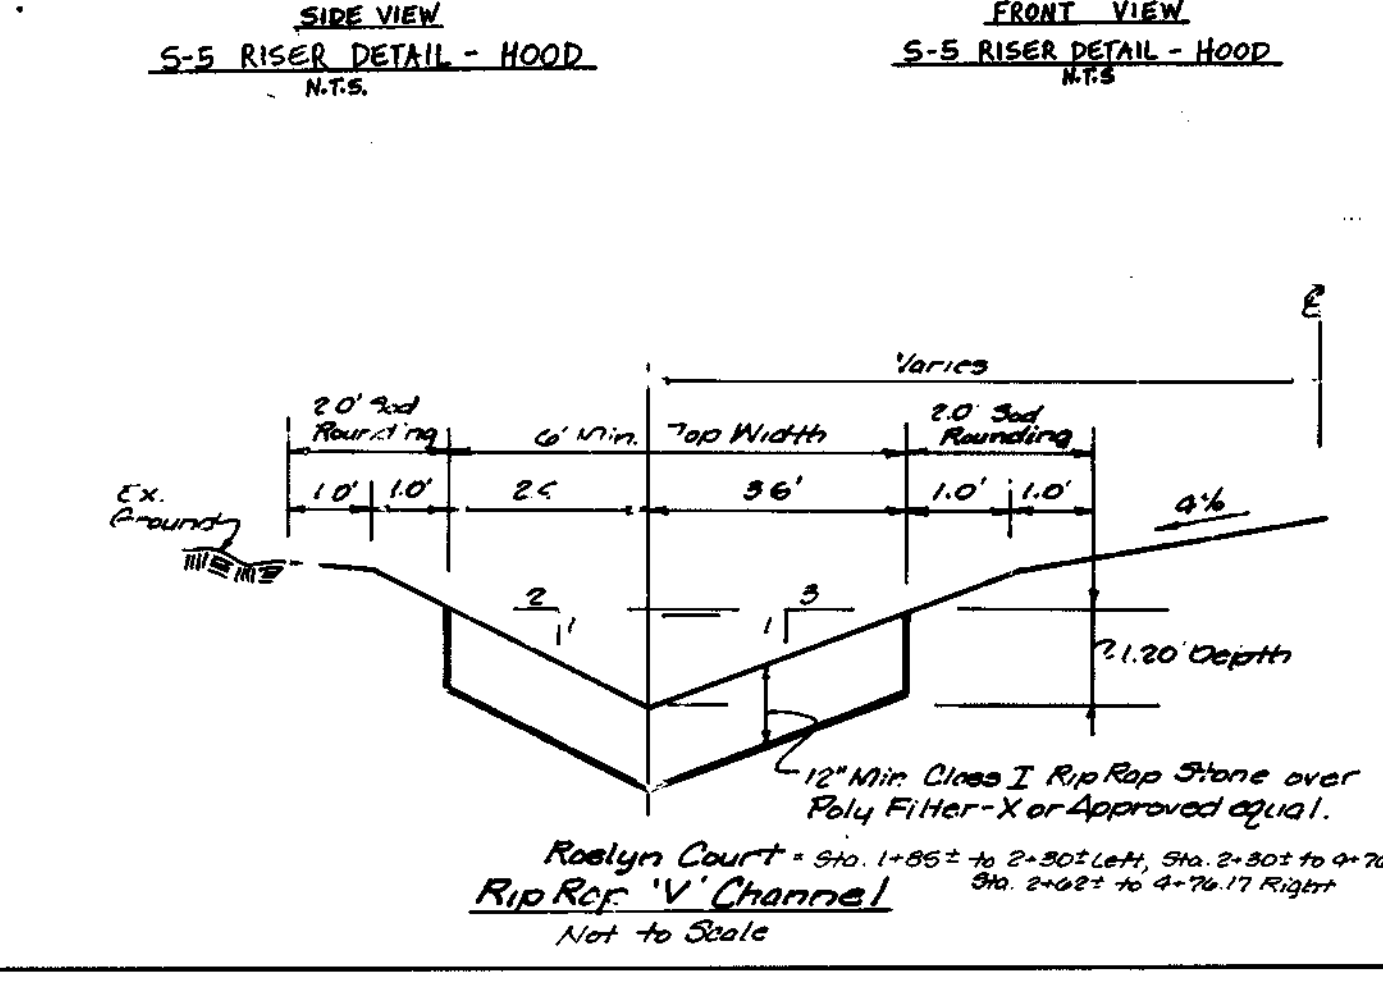 SIDE VIEW
S-5 RISER DETAIL - HOOD
N.T.S.
FRONT VIEW
S-5 RISER DETAIL - HOOD
N.T.S
Varies
2 0' Sod
Rounding
6' Min. Top Width
2.0' Sod
Rounding
1 0'
1.0'
3 6'
1.0'
1.0'
4%
Ex.
Ground
2
1
3
1
1.20' Depth
12" Min. Class I Rip Rap Stone over
Poly Filter-X or Approved equal.
Roslyn Court = Sta. 1+85± to 2+30± Left, Sta. 2+30± to 4+76
Sta. 2+62± to 4+76.17 Right
Rip Rap 'V' Channel
Not to Scale